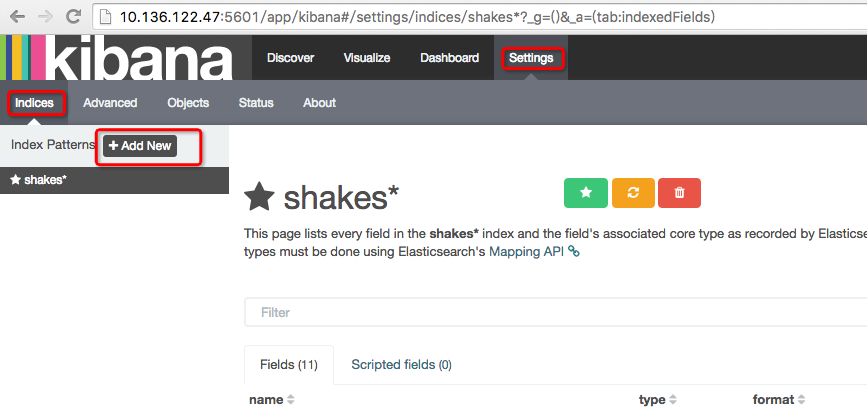 10.136.122.47:5601/app/kibana#/settings/indices/shakes*?_g=()&_a=(tab:indexedFields)
kibana Discover Visualize Dashboard Settings
Indices Advanced Objects Status About
Index Patterns + Add New
shakes*
shakes*
This page lists every field in the shakes* index and the field's associated core type as recorded by Elasticse
types must be done using Elasticsearch's Mapping API
Filter
Fields (11) Scripted fields (0)
name type format